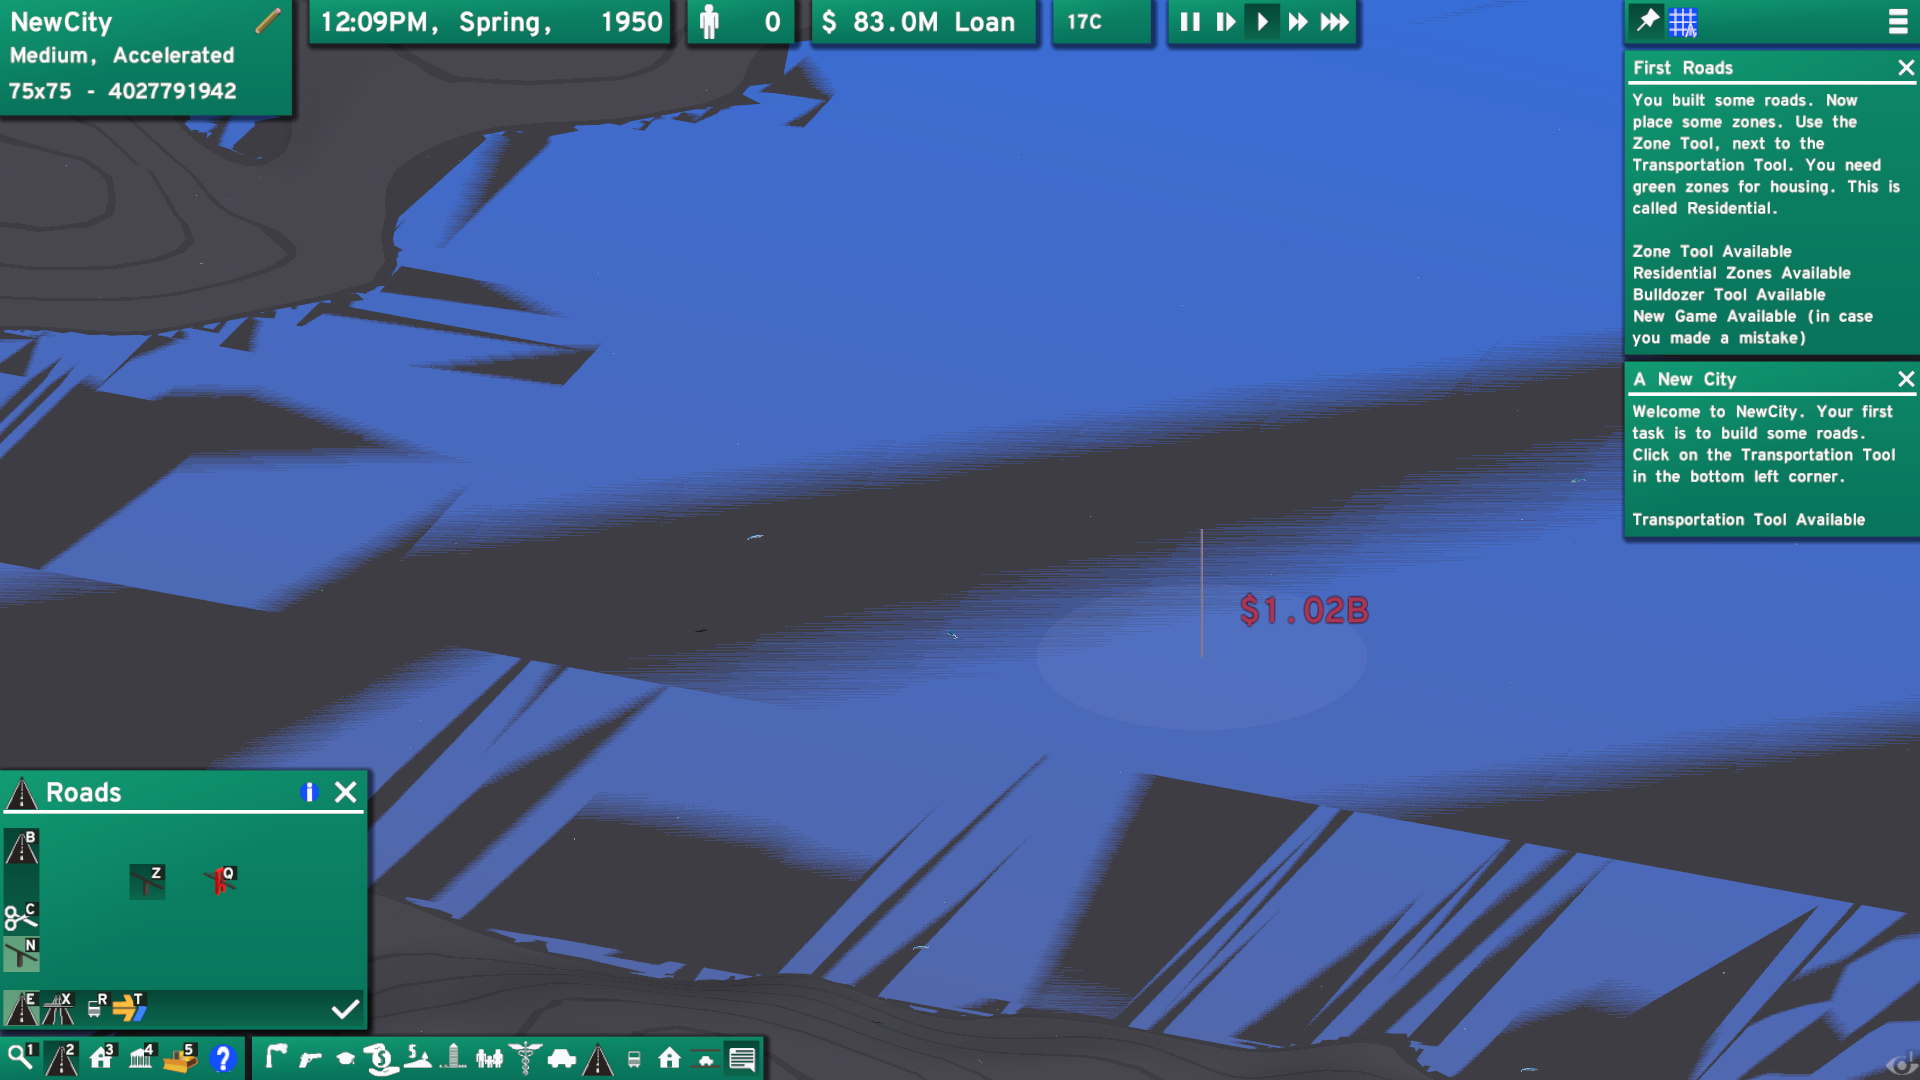 NewCity
Medium, Accelerated
75x75 - 4027791942
12:09PM, Spring, 1950
0
$ 83.0M Loan
17C
First Roads
You built some roads. Now
place some zones. Use the
Zone Tool, next to the
Transportation Tool. You need
green zones for housing. This is
called Residential.
Zone Tool Available
Residential Zones Available
Bulldozer Tool Available
New Game Available (in case
you made a mistake)
A New City
Welcome to NewCity. Your first
task is to build some roads.
Click on the Transportation Tool
in the bottom left corner.
Transportation Tool Available
$1.02B
Roads
i
B
Z
Q
C
N
E X R T
1 2 3 4 5 ?